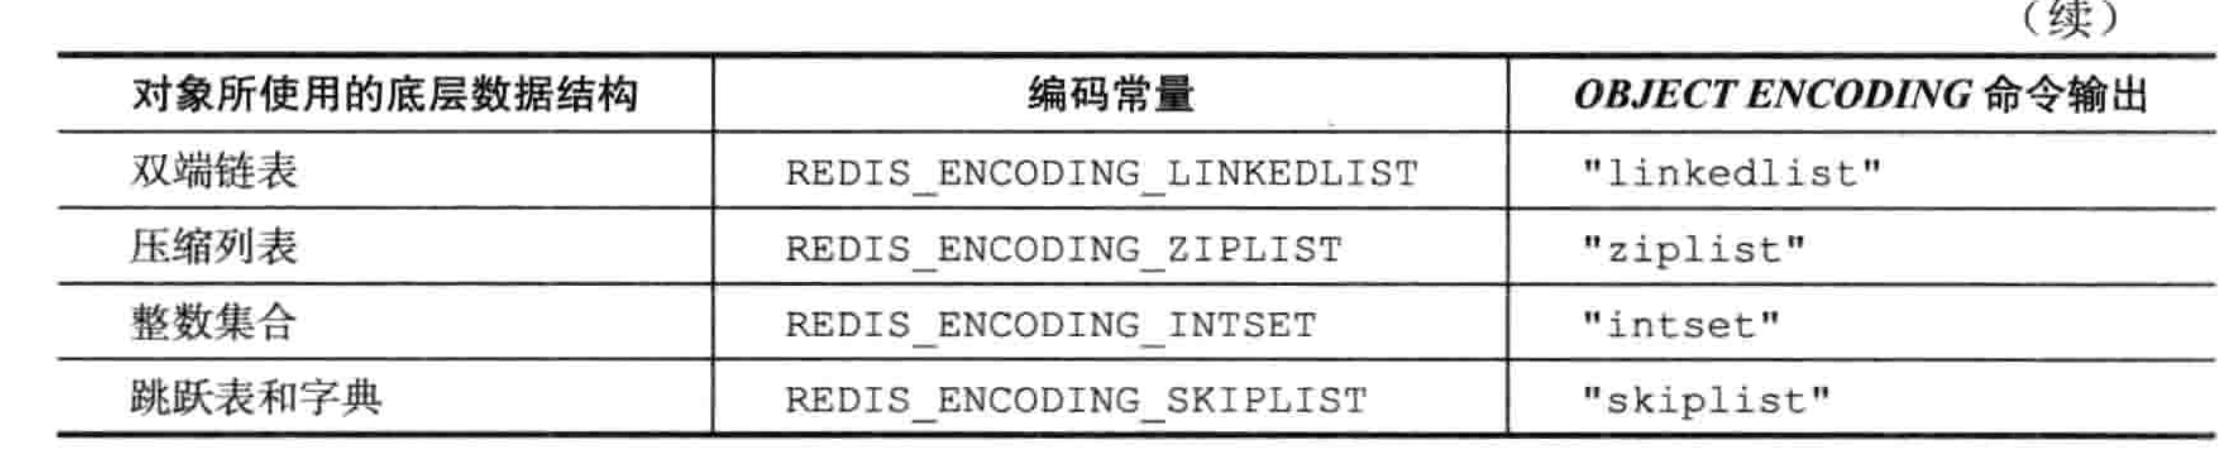 （续）
对象所使用的底层数据结构 编码常量 OBJECT ENCODING 命令输出
双端链表 REDIS_ENCODING_LINKEDLIST "linkedlist"
压缩列表 REDIS_ENCODING_ZIPLIST "ziplist"
整数集合 REDIS_ENCODING_INTSET "intset"
跳跃表和字典 REDIS_ENCODING_SKIPLIST "skiplist"